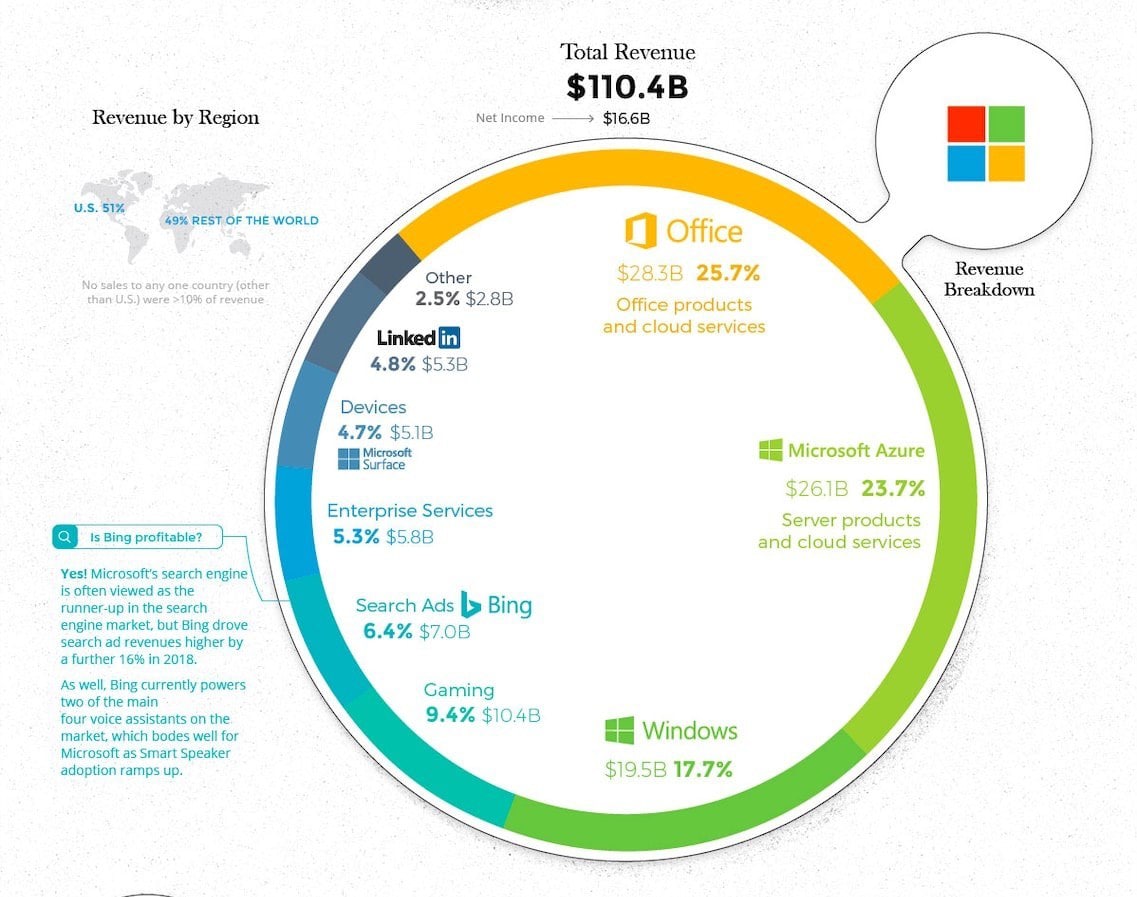 Total Revenue
$110.4B
Net Income
$16.6B
Revenue by Region
U.S. 51%
49% REST OF THE WORLD
No sales to any one country (other
than U.S.) were >10% of revenue
Revenue
Breakdown
Office
$28.3B 25.7%
Office products
and cloud services
Microsoft Azure
$26.1B 23.7%
Server products
and cloud services
Windows
$19.5B 17.7%
Gaming
9.4% $10.4B
Search Ads Bing
6.4% $7.0B
Enterprise Services
5.3% $5.8B
Devices
4.7% $5.1B
Microsoft
Surface
Linked in
4.8% $5.3B
Other
2.5% $2.8B
Is Bing profitable?
Yes! Microsoft's search engine
is often viewed as the
runner-up in the search
engine market, but Bing drove
search ad revenues higher by
a further 16% in 2018.
As well, Bing currently powers
two of the main
four voice assistants on the
market, which bodes well for
Microsoft as Smart Speaker
adoption ramps up.